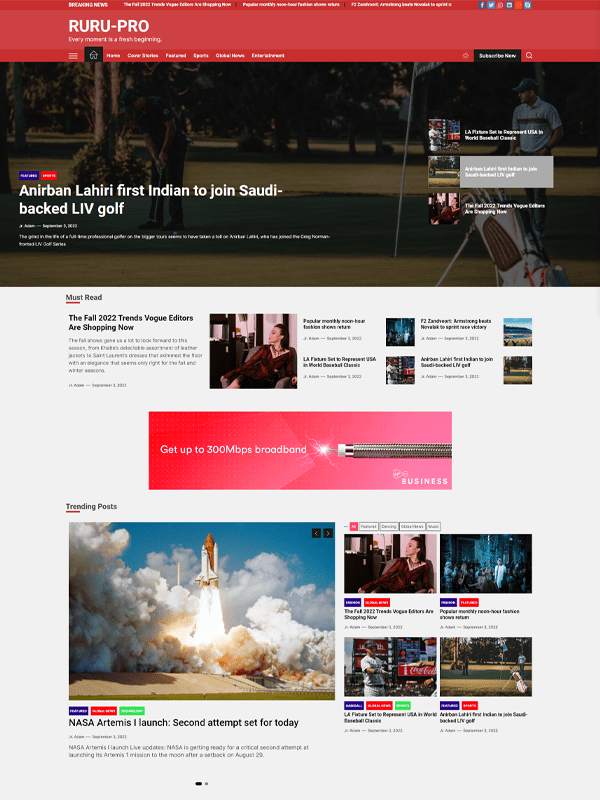 BREAKING NEWS
The Fall 2022 Trends Vogue Editors Are Shopping Now
Popular monthly noon-hour fashion shows return
F2 Zandvoort: Armstrong beats Novalak to sprint r
RURU-PRO
Every moment is a fresh beginning.
Home
Cover Stories
Featured
Sports
Global News
Entertainment
Subscribe Now
LA Fixture Set to Represent USA in
World Baseball Classic
Anirban Lahiri first Indian to join
Saudi-backed LIV golf
The Fall 2022 Trends Vogue Editors
Are Shopping Now
FEATURED
SPORTS
Anirban Lahiri first Indian to join Saudi-
backed LIV golf
Jr. Adam — September 3, 2022
The grind in the life of a full-time professional golfer on the bigger tours seems to have taken a toll on Anirban Lahiri, who has joined the Greg Norman-
fronted LIV Golf Series
Must Read
The Fall 2022 Trends Vogue Editors
Are Shopping Now
The fall shows gave us a lot to look forward to this
season, from Khaite's delectable assortment of leather
jackets to Saint Laurent's dresses that skimmed the floor
with an elegance that seems only right for the fall and
winter seasons.
Jr. Adam — September 3, 2022
Popular monthly noon-hour
fashion shows return
Jr. Adam — September 3, 2022
F2 Zandvoort: Armstrong beats
Novalak to sprint race victory
Jr. Adam — September 3, 2022
LA Fixture Set to Represent USA
in World Baseball Classic
Jr. Adam — September 3, 2022
Anirban Lahiri first Indian to join
Saudi-backed LIV golf
Jr. Adam — September 3, 2022
Get up to 300Mbps broadband
BUSINESS
Trending Posts
All
Featured
Dancing
Global News
Music
FASHION
GLOBAL NEWS
The Fall 2022 Trends Vogue Editors Are
Shopping Now
Jr. Adam — September 3, 2022
FASHION
FEATURED
Popular monthly noon-hour fashion
shows return
Jr. Adam — September 3, 2022
Coca-Cola
BASEBALL
GLOBAL NEWS
SPORTS
LA Fixture Set to Represent USA in World
Baseball Classic
Jr. Adam — September 3, 2022
FEATURED
SPORTS
Anirban Lahiri first Indian to join Saudi-
backed LIV golf
Jr. Adam — September 3, 2022
FEATURED
GLOBAL NEWS
TECHNOLOGY
NASA Artemis I launch: Second attempt set for today
Jr. Adam — September 3, 2022
NASA Artemis I launch Live updates: NASA is getting ready for a critical second attempt at
launching its Artemis 1 mission to the moon after a setback on August 29.